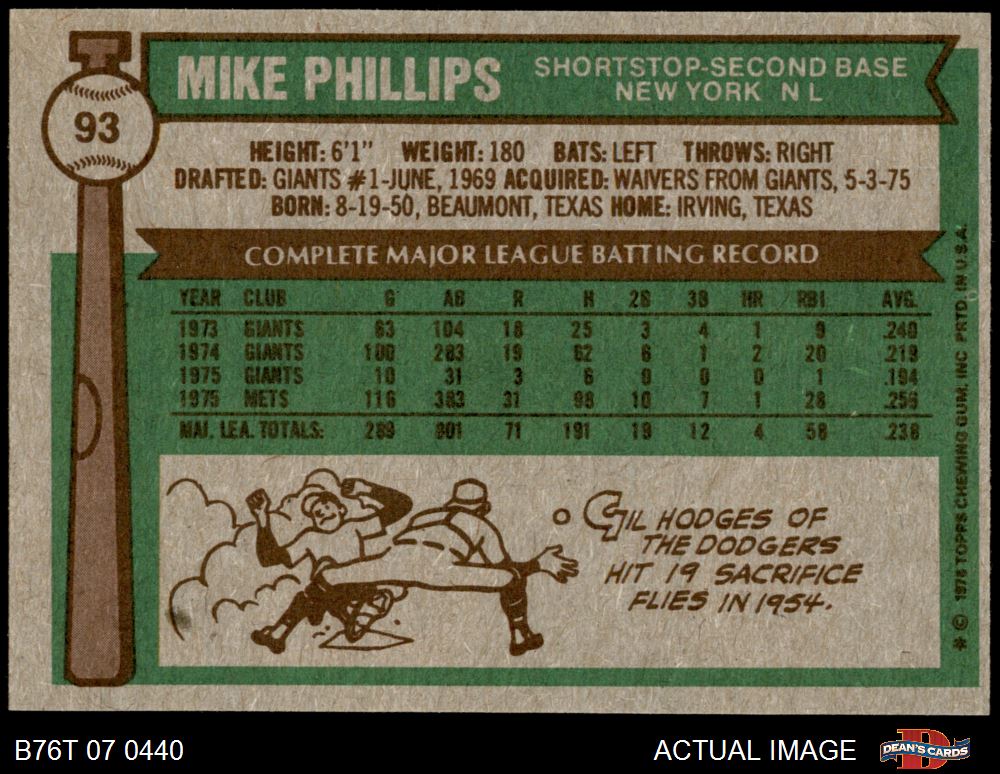 93
MIKE PHILLIPS
SHORTSTOP-SECOND BASE
NEW YORK N L
HEIGHT: 6'1" WEIGHT: 180 BATS: LEFT THROWS: RIGHT
DRAFTED: GIANTS #1-JUNE, 1969 ACQUIRED: WAIVERS FROM GIANTS, 5-3-75
BORN: 8-19-50, BEAUMONT, TEXAS HOME: IRVING, TEXAS
COMPLETE MAJOR LEAGUE BATTING RECORD
YEAR CLUB G AB R H 2B 3B HR RBI AVG.
1973 GIANTS 63 104 18 25 3 4 1 9 .240
1974 GIANTS 100 283 19 62 6 1 2 20 .219
1975 GIANTS 10 31 3 6 0 0 0 1 .194
1975 METS 116 383 31 98 10 7 1 28 .256
MAJ. LEA. TOTALS: 289 801 71 191 19 12 4 58 .238
GIL HODGES OF
THE DODGERS
HIT 19 SACRIFICE
FLIES IN 1954.
* © 1976 TOPPS CHEWING GUM, INC PRTD. IN U.S.A.
B76T 07 0440
ACTUAL IMAGE
DEAN'S CARDS